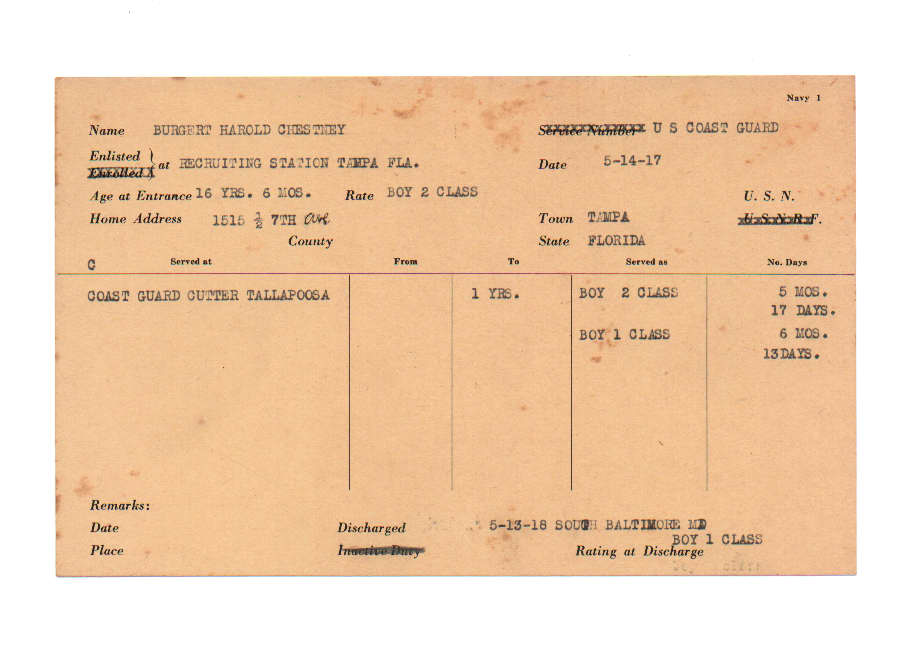 Navy 1
Name BURGERT HAROLD CHESTNEY Service Number U S COAST GUARD
Enlisted
Enrolled } at RECRUITING STATION TAMPA FLA. Date 5-14-17
Age at Entrance 16 YRS. 6 MOS. Rate BOY 2 CLASS U. S. N.
Home Address 1515 ½ 7TH Ave Town TAMPA U. S. N. R. F.
County State FLORIDA
C Served at From To Served as No. Days
COAST GUARD CUTTER TALLAPOOSA 1 YRS. BOY 2 CLASS 5 MOS.
17 DAYS.
BOY 1 CLASS 6 MOS.
13DAYS.
Remarks:
Date Discharged 5-13-18 SOUTH BALTIMORE MD
BOY 1 CLASS
Place Inactive Duty Rating at Discharge